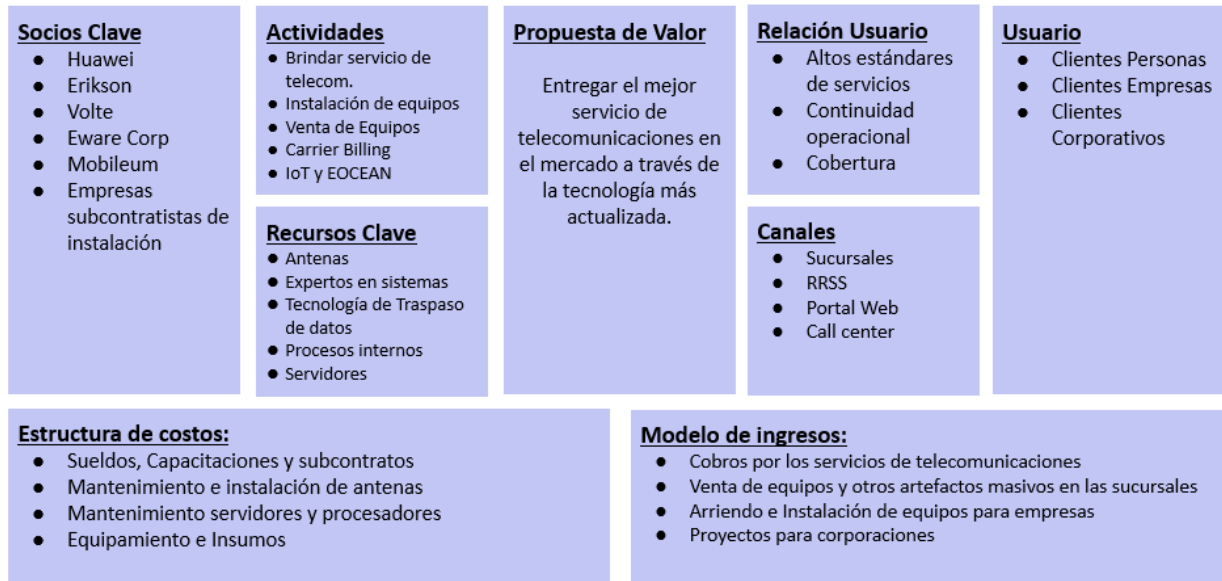 Socios Clave
● Huawei
● Erikson
● Volte
● Eware Corp
● Mobileum
● Empresas
subcontratistas de
instalación
Actividades
● Brindar servicio de
telecom.
● Instalación de equipos
● Venta de Equipos
● Carrier Billing
● IoT y EOCEAN
Recursos Clave
● Antenas
● Expertos en sistemas
● Tecnología de Traspaso
de datos
● Procesos internos
● Servidores
Propuesta de Valor
Entregar el mejor
servicio de
telecomunicaciones en
el mercado a través de
la tecnología más
actualizada.
Relación Usuario
● Altos estándares
de servicios
● Continuidad
operacional
● Cobertura
Canales
● Sucursales
● RRSS
● Portal Web
● Call center
Usuario
● Clientes Personas
● Clientes Empresas
● Clientes
Corporativos
Estructura de costos:
● Sueldos, Capacitaciones y subcontratos
● Mantenimiento e instalación de antenas
● Mantenimiento servidores y procesadores
● Equipamiento e Insumos
Modelo de ingresos:
● Cobros por los servicios de telecomunicaciones
● Venta de equipos y otros artefactos masivos en las sucursales
● Arriendo e Instalación de equipos para empresas
● Proyectos para corporaciones